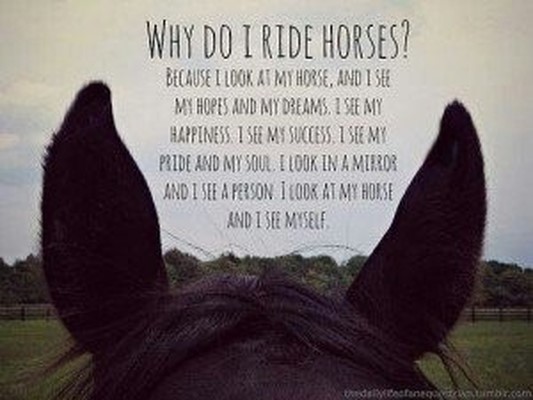 WHY DO I RIDE HORSES?
BECAUSE I LOOK AT MY HORSE, AND I SEE
MY HOPES AND MY DREAMS. I SEE MY
HAPPINESS. I SEE MY SUCCESS. I SEE MY
PRIDE AND MY SOUL. I LOOK IN A MIRROR
AND I SEE A PERSON. I LOOK AT MY HORSE
AND I SEE MYSELF.
thedailylifeofanequestrian.tumblr.com